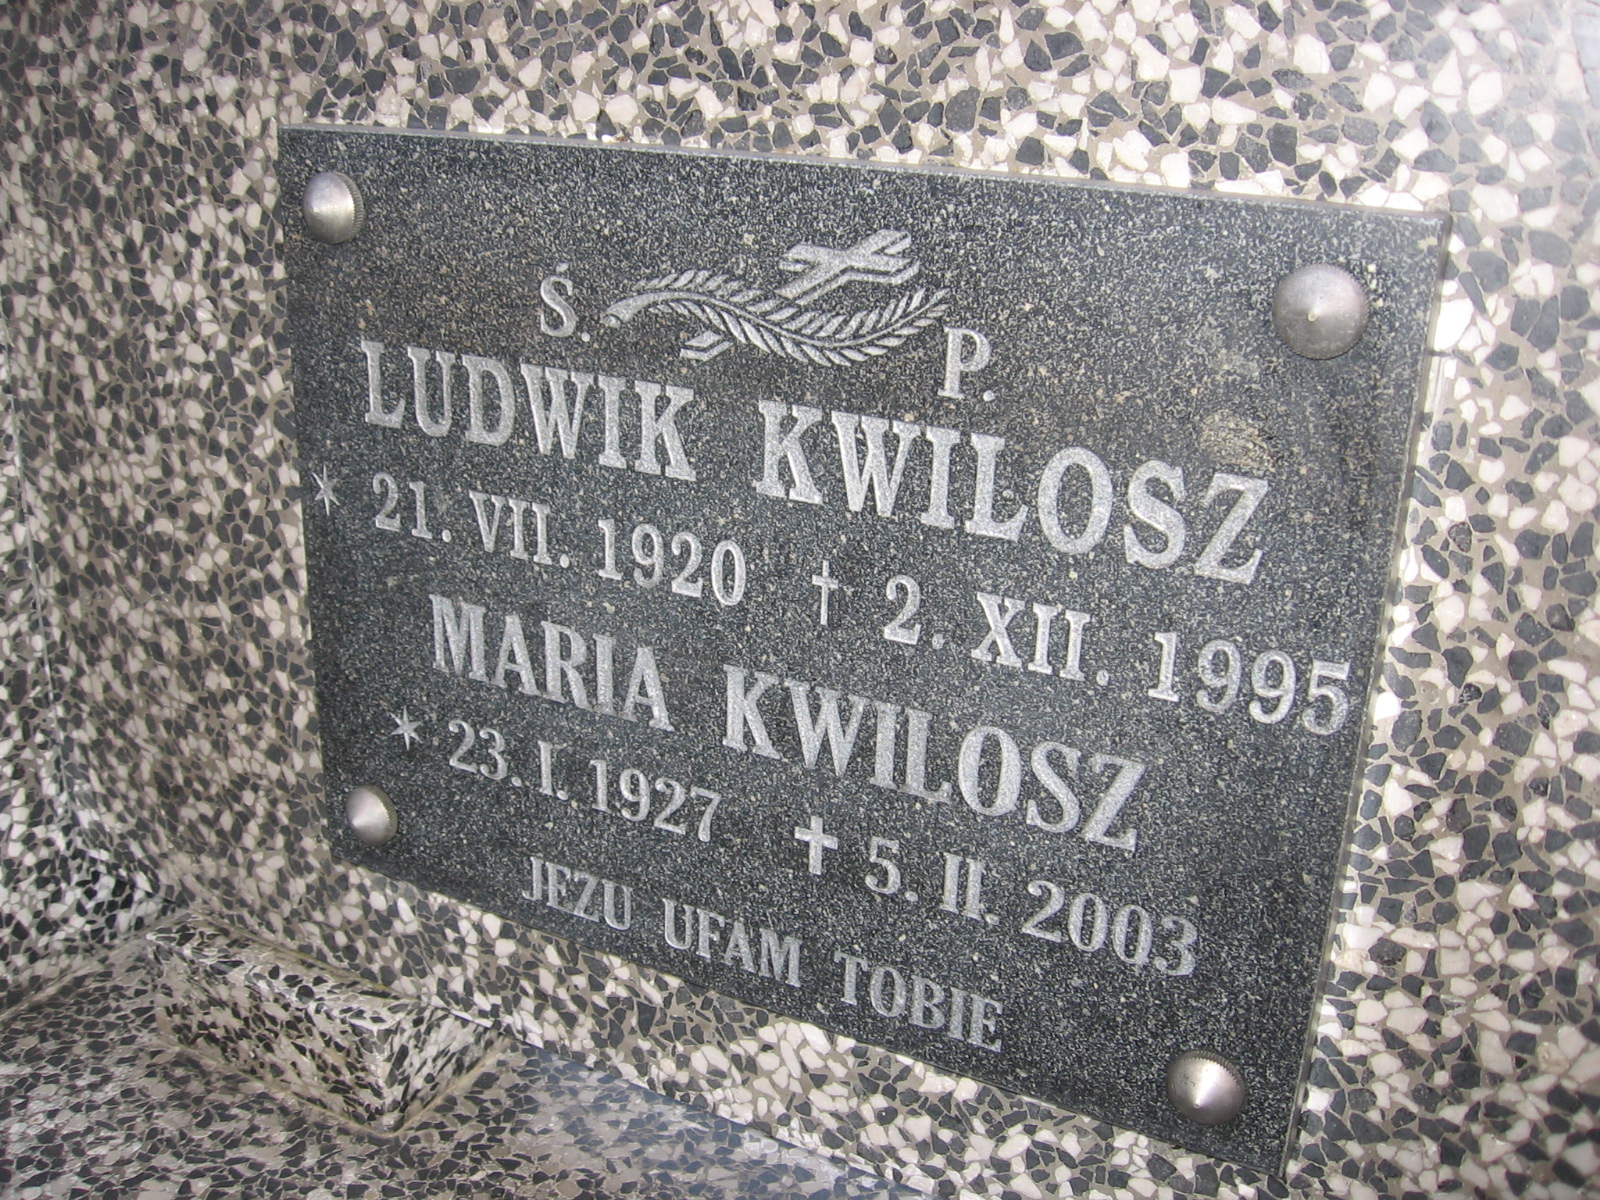 Ś. P.
LUDWIK KWILOSZ
* 21. VII. 1920 † 2. XII. 1995
MARIA KWILOSZ
* 23. I. 1927 ✝ 5. II. 2003
JEZU UFAM TOBIE